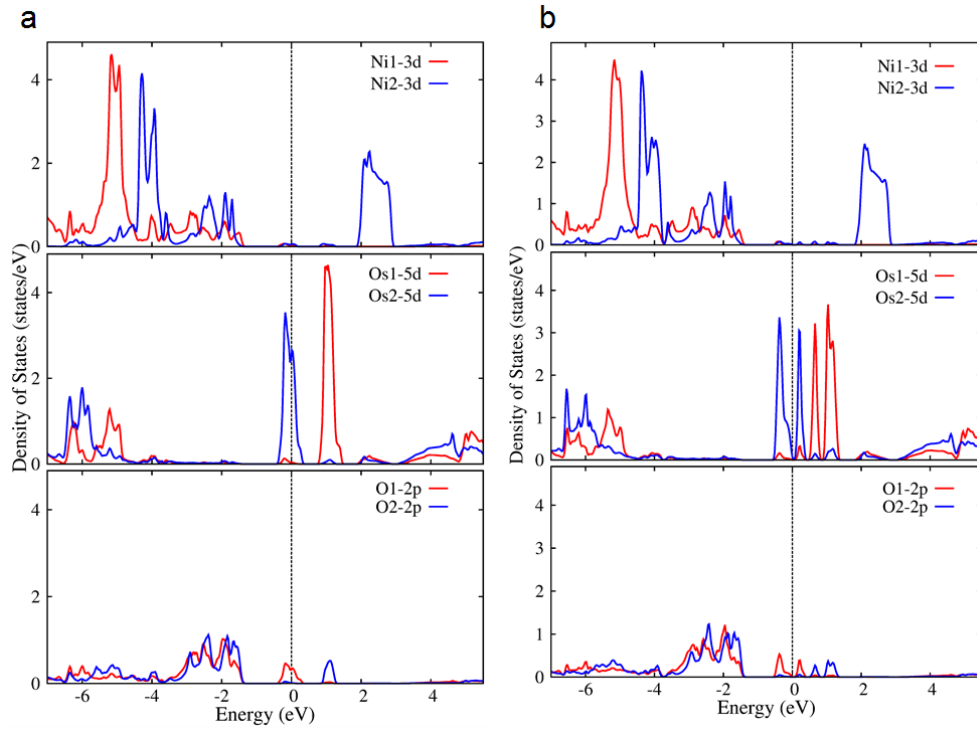 a
Ni1-3d
Ni2-3d
4
2
0
Os1-5d
Os2-5d
4
2
0
O1-2p
O2-2p
4
2
0
-6 -4 -2 0 2 4
Density of States (states/eV)
Energy (eV)
b
Ni1-3d
Ni2-3d
4
3
2
1
0
Os1-5d
Os2-5d
4
3
2
1
0
O1-2p
O2-2p
4
3
2
1
0
-6 -4 -2 0 2 4
Density of States (states/eV)
Energy (eV)